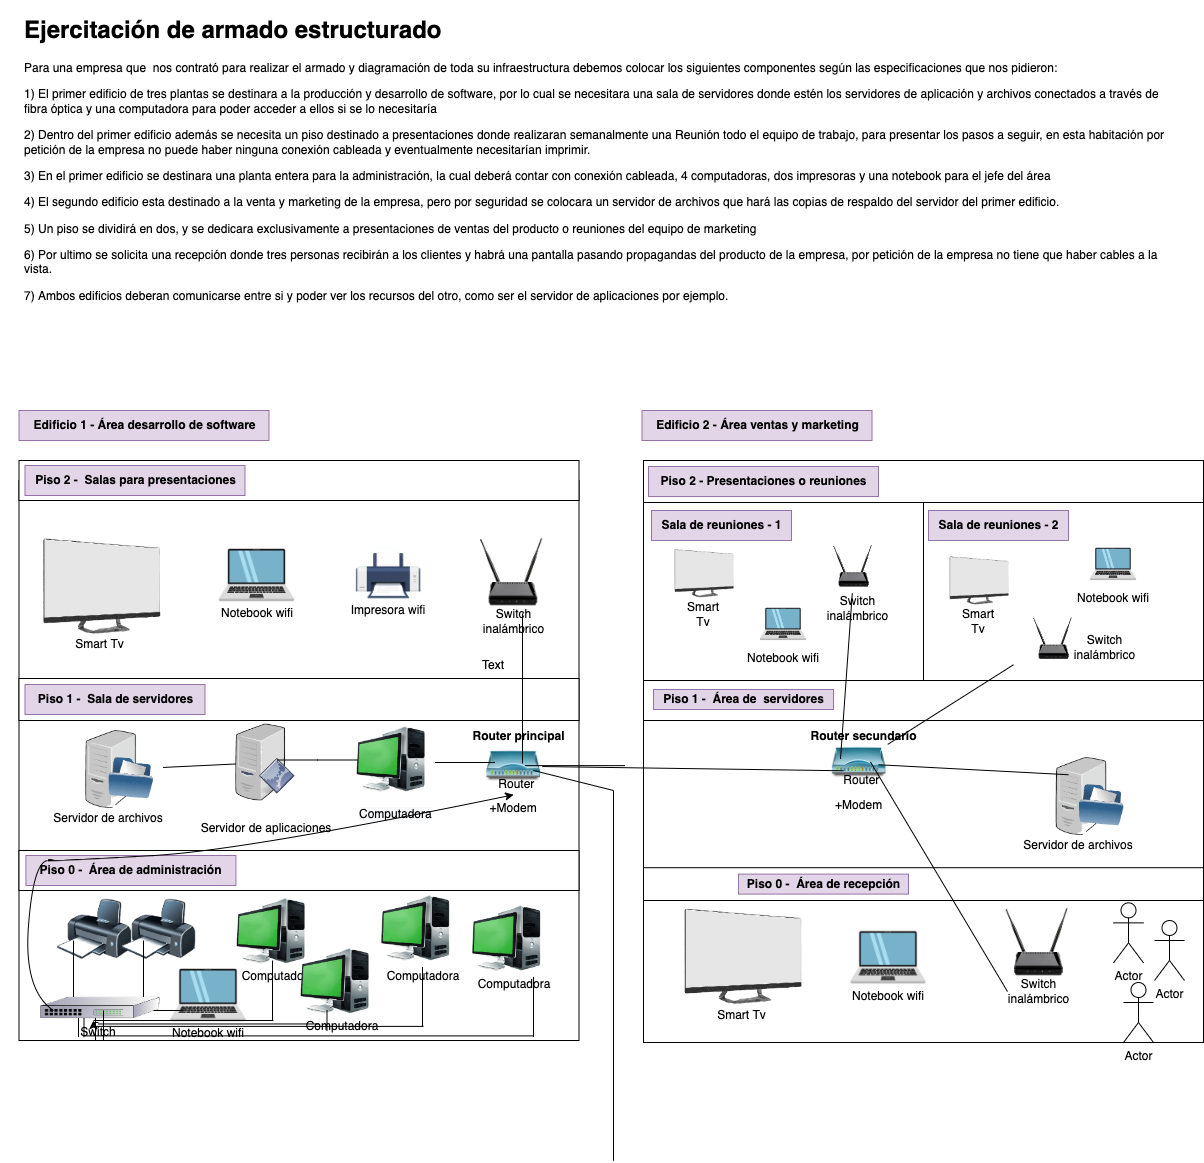 Ejercitación de armado estructurado
Para una empresa que  nos contrató para realizar el armado y diagramación de toda su infraestructura debemos colocar los siguientes componentes según las especificaciones que nos pidieron:
1) El primer edificio de tres plantas se destinara a la producción y desarrollo de software, por lo cual se necesitara una sala de servidores donde estén los servidores de aplicación y archivos conectados a través de
fibra óptica y una computadora para poder acceder a ellos si se lo necesitaría
2) Dentro del primer edificio además se necesita un piso destinado a presentaciones donde realizaran semanalmente una Reunión todo el equipo de trabajo, para presentar los pasos a seguir, en esta habitación por
petición de la empresa no puede haber ninguna conexión cableada y eventualmente necesitarían imprimir.
3) En el primer edificio se destinara una planta entera para la administración, la cual deberá contar con conexión cableada, 4 computadoras, dos impresoras y una notebook para el jefe del área
4) El segundo edificio esta destinado a la venta y marketing de la empresa, pero por seguridad se colocara un servidor de archivos que hará las copias de respaldo del servidor del primer edificio.
5) Un piso se dividirá en dos, y se dedicara exclusivamente a presentaciones de ventas del producto o reuniones del equipo de marketing
6) Por ultimo se solicita una recepción donde tres personas recibirán a los clientes y habrá una pantalla pasando propagandas del producto de la empresa, por petición de la empresa no tiene que haber cables a la
vista.
7) Ambos edificios deberan comunicarse entre si y poder ver los recursos del otro, como ser el servidor de aplicaciones por ejemplo.
Edificio 1 - Área desarrollo de software
Piso 2 -  Salas para presentaciones
Smart Tv
Notebook wifi
Impresora wifi
Switch
inalámbrico
Text
Piso 1 -  Sala de servidores
Servidor de archivos
Servidor de aplicaciones
Computadora
Router principal
Router
+Modem
Piso 0 -  Área de administración
Switch
Notebook wifi
Computado
Computadora
Computadora
Computadora
Edificio 2 - Área ventas y marketing
Piso 2 - Presentaciones o reuniones
Sala de reuniones - 1
Smart
Tv
Notebook wifi
Switch
inalámbrico
Sala de reuniones - 2
Smart
Tv
Notebook wifi
Switch
inalámbrico
Piso 1 -  Área de  servidores
Router secundario
Router
+Modem
Servidor de archivos
Piso 0 -  Área de recepción
Smart Tv
Notebook wifi
Switch
inalámbrico
Actor
Actor
Actor